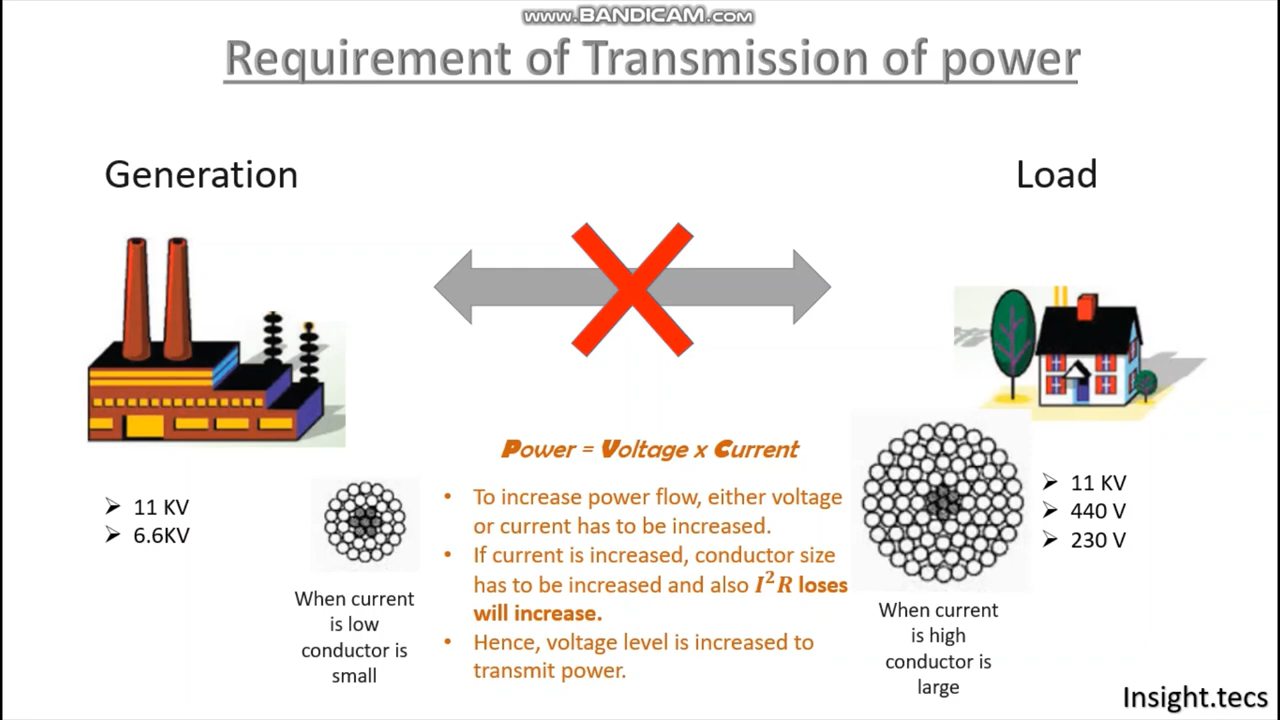 www.BANDICAM.com
Requirement of Transmission of power
Generation
Load
Power = Voltage x Current
➢ 11 KV
➢ 6.6KV
When current
is low
conductor is
small
• To increase power flow, either voltage
or current has to be increased.
• If current is increased, conductor size
has to be increased and also I²R loses
will increase.
• Hence, voltage level is increased to
transmit power.
When current
is high
conductor is
large
➢ 11 KV
➢ 440 V
➢ 230 V
Insight.tecs